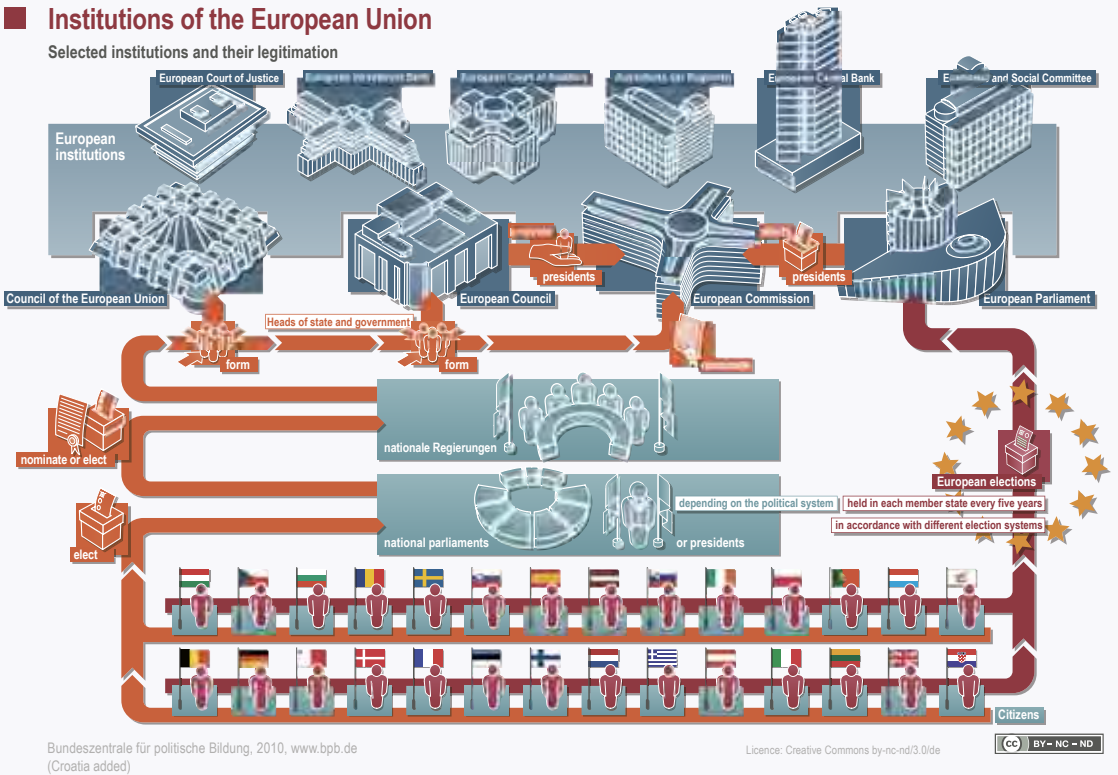 Institutions of the European Union
Selected institutions and their legitimation
European Court of Justice
European Central Bank
and Social Committee
European
institutions
Council of the European Union
European Council
presidents
European Commission
presidents
European Parliament
Heads of state and government
form
form
nationale Regierungen
nominate or elect
European elections
depending on the political system
held in each member state every five years
in accordance with different election systems
national parliaments
or presidents
elect
Citizens
Bundeszentrale für politische Bildung, 2010, www.bpb.de
(Croatia added)
Licence: Creative Commons by-nc-nd/3.0/de
cc BY - NC - ND